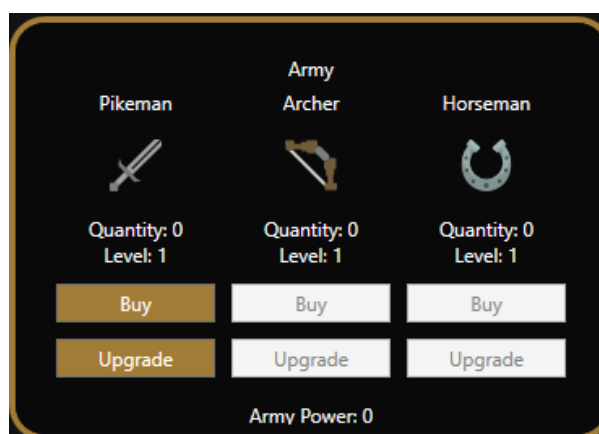 Army
Pikeman Archer Horseman
Quantity: 0 Quantity: 0 Quantity: 0
Level: 1 Level: 1 Level: 1
Buy Buy Buy
Upgrade Upgrade Upgrade
Army Power: 0